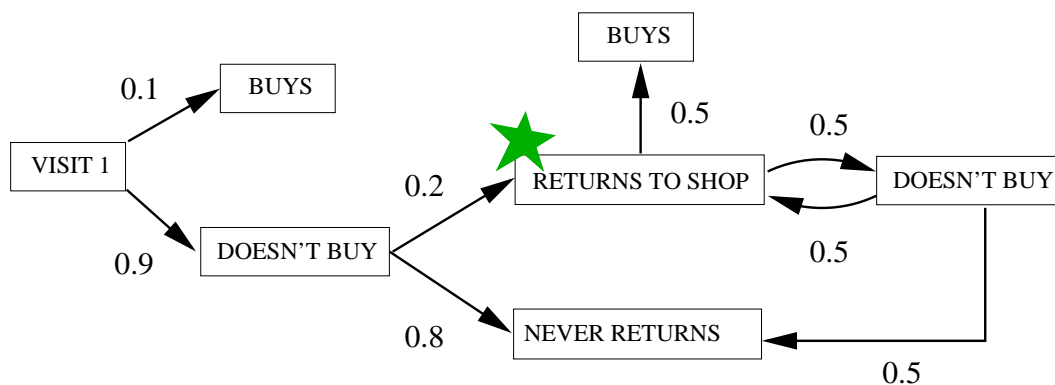 BUYS
0.1
BUYS
0.5
0.5
VISIT 1
0.2
RETURNS TO SHOP
DOESN'T BUY
0.9
DOESN'T BUY
0.5
0.8
NEVER RETURNS
0.5